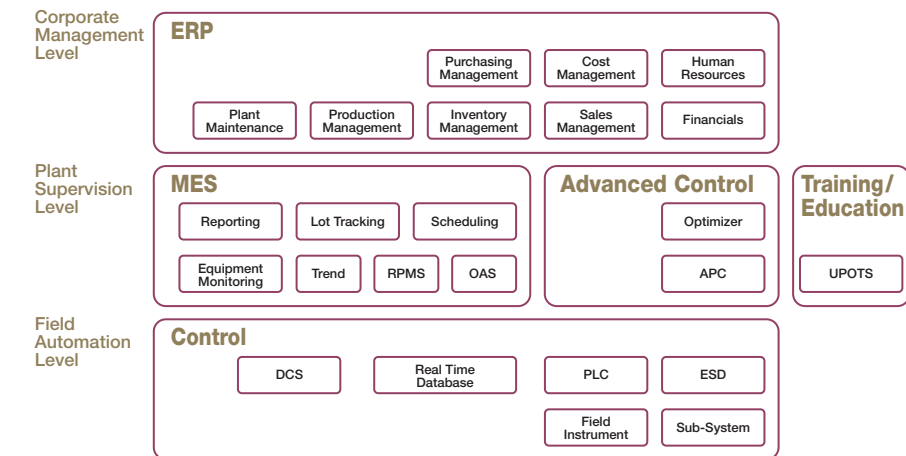 Corporate
Management
Level
ERP
Purchasing
Management
Cost
Management
Human
Resources
Plant
Maintenance
Production
Management
Inventory
Management
Sales
Management
Financials
Plant
Supervision
Level
MES
Reporting
Lot Tracking
Scheduling
Equipment
Monitoring
Trend
RPMS
OAS
Advanced Control
Optimizer
APC
Training/
Education
UPOTS
Field
Automation
Level
Control
DCS
Real Time
Database
PLC
ESD
Field
Instrument
Sub-System